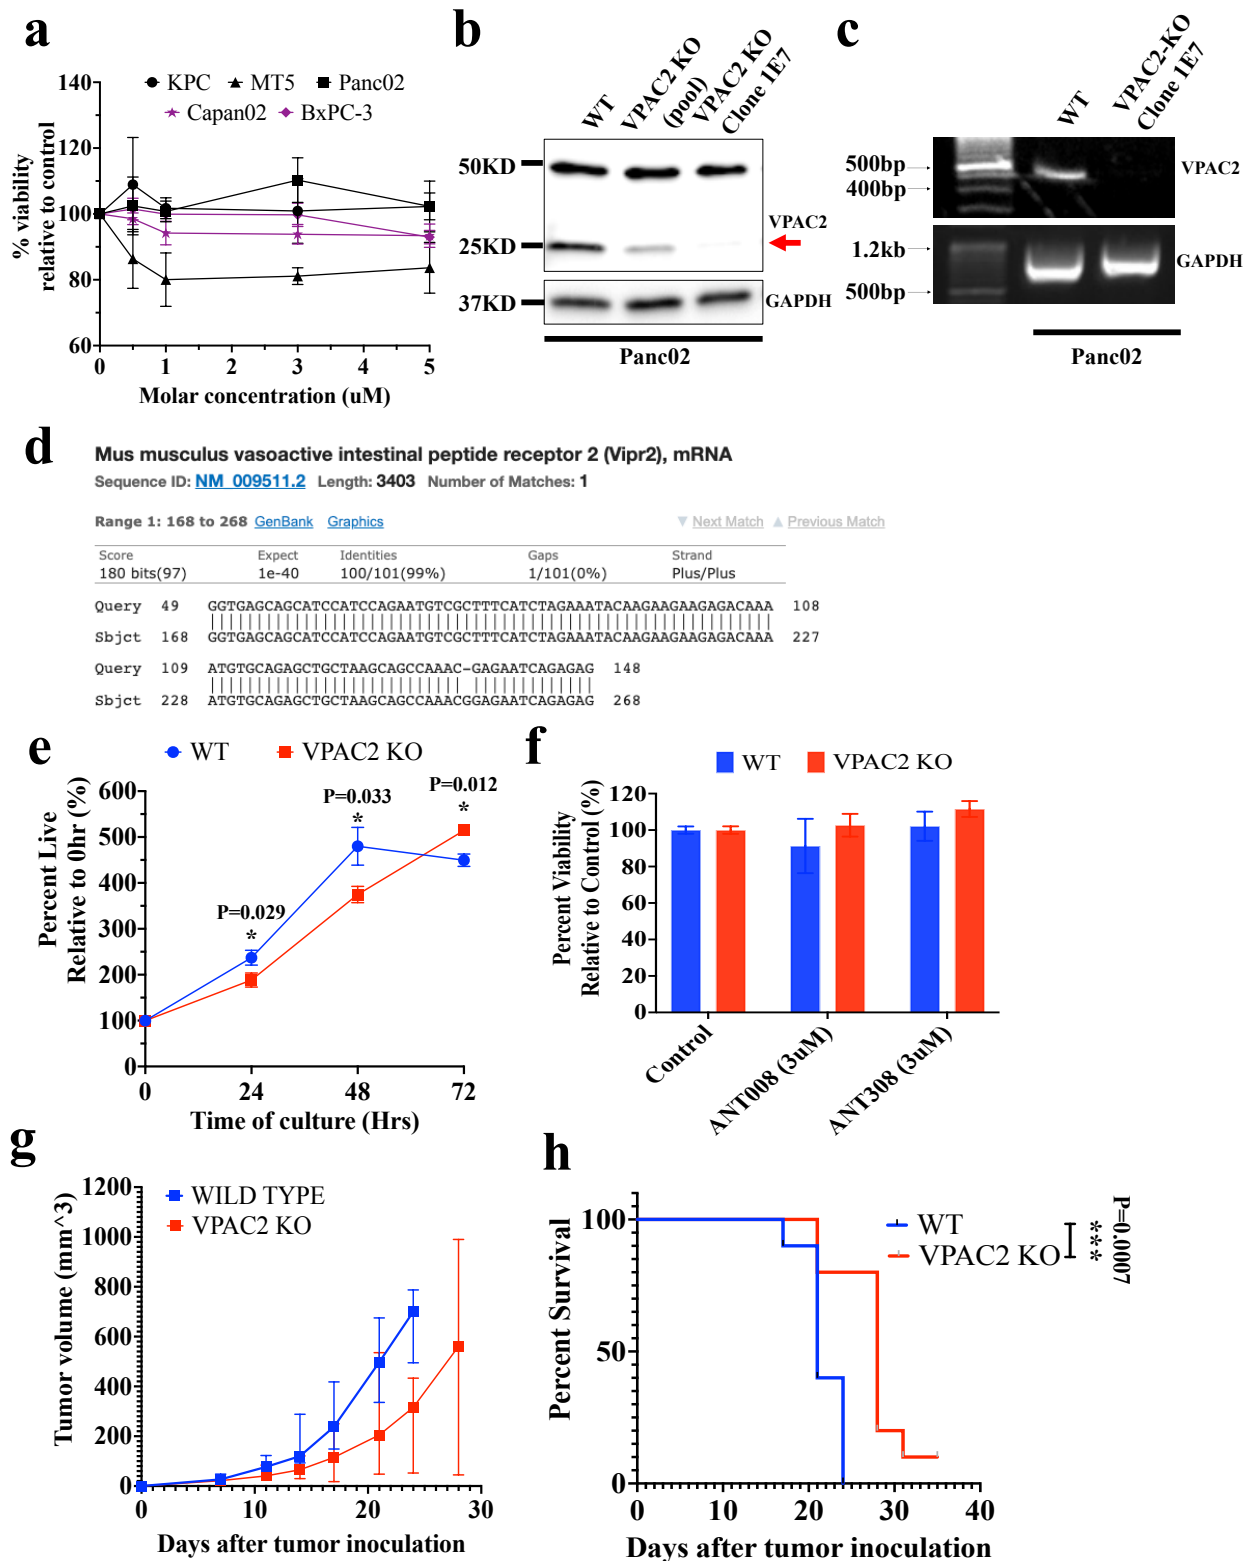 a
140
120
100
80
60
0
1
2
3
4
5
% viability
relative to control
Molar concentration (uM)
KPC
MT5
Panc02
Capan02
BxPC-3
b
WT
VPAC2 KO
(pool)
VPAC2 KO
Clone 1E7
50KD
25KD
37KD
VPAC2
GAPDH
Panc02
c
WT
VPAC2-KO
Clone 1E7
500bp
400bp
1.2kb
500bp
VPAC2
GAPDH
Panc02
d
Mus musculus vasoactive intestinal peptide receptor 2 (Vipr2), mRNA
Sequence ID: NM_009511.2 Length: 3403 Number of Matches: 1
Range 1: 168 to 268 GenBank Graphics ▼ Next Match ▲ Previous Match
Score Expect Identities Gaps Strand
180 bits(97) 1e-40 100/101(99%) 1/101(0%) Plus/Plus
Query 49 GGTGAGCAGCATCCATCCAGAATGTCGCTTTCATCTAGAAATACAAGAAGAAGAGACAAA 108
Sbjct 168 GGTGAGCAGCATCCATCCAGAATGTCGCTTTCATCTAGAAATACAAGAAGAAGAGACAAA 227
Query 109 ATGTGCAGAGCTGCTAAGCAGCCAAAC-GAGAATCAGAGAG 148
Sbjct 228 ATGTGCAGAGCTGCTAAGCAGCCAAACGGAGAATCAGAGAG 268
e
WT
VPAC2 KO
600
500
400
300
200
100
0
0
24
48
72
Percent Live
Relative to 0hr (%)
Time of culture (Hrs)
P=0.029
*
P=0.033
*
P=0.012
*
f
WT
VPAC2 KO
120
100
80
60
40
20
0
Percent Viability
Relative to Control (%)
Control
ANT008 (3uM)
ANT308 (3uM)
g
WILD TYPE
VPAC2 KO
1200
1000
800
600
400
200
0
0
10
20
30
Tumor volume (mm^3)
Days after tumor inoculation
h
WT
VPAC2 KO
P=0.0007
***
100
50
0
0
10
20
30
40
Percent Survival
Days after tumor inoculation